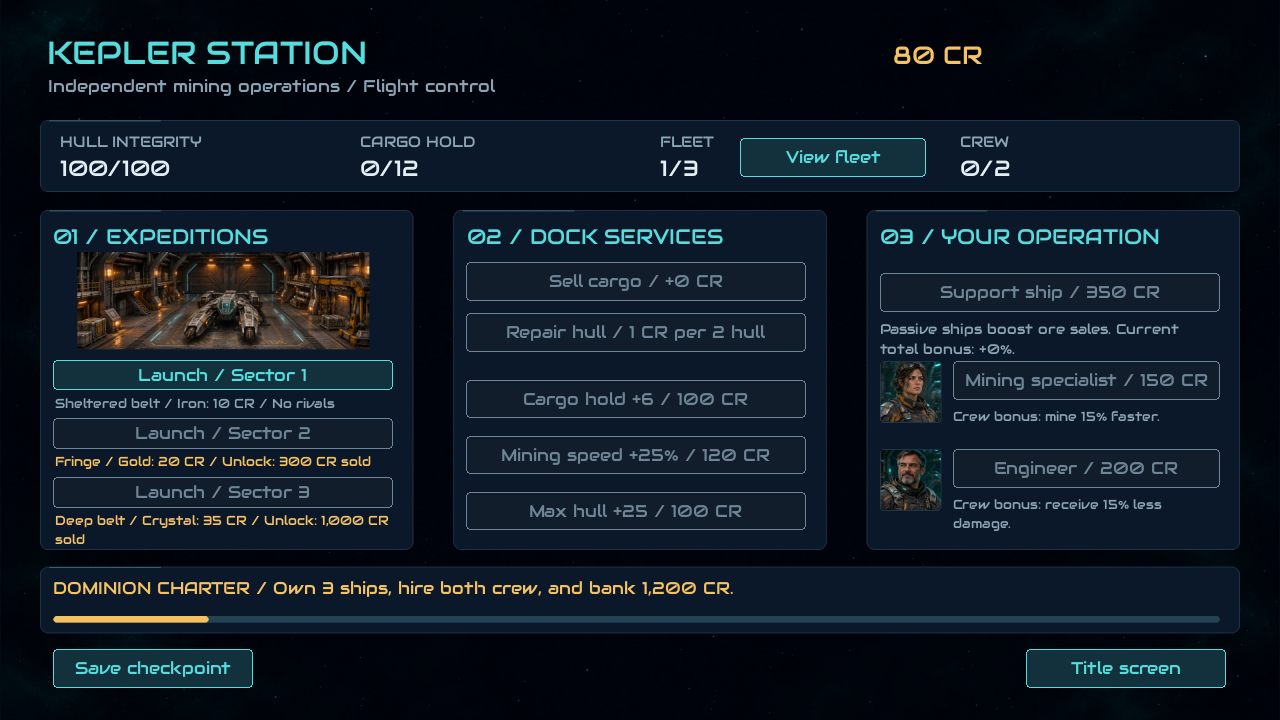 KEPLER STATION
80 CR
Independent mining operations / Flight control
HULL INTEGRITY
100/100
CARGO HOLD
0/12
FLEET
1/3
View fleet
CREW
0/2
01 / EXPEDITIONS
Launch / Sector 1
Sheltered belt / Iron: 10 CR / No rivals
Launch / Sector 2
Fringe / Gold: 20 CR / Unlock: 300 CR sold
Launch / Sector 3
Deep belt / Crystal: 35 CR / Unlock: 1,000 CR
sold
02 / DOCK SERVICES
Sell cargo / +0 CR
Repair hull / 1 CR per 2 hull
Cargo hold +6 / 100 CR
Mining speed +25% / 120 CR
Max hull +25 / 100 CR
03 / YOUR OPERATION
Support ship / 350 CR
Passive ships boost ore sales. Current
total bonus: +0%.
Mining specialist / 150 CR
Crew bonus: mine 15% faster.
Engineer / 200 CR
Crew bonus: receive 15% less
damage.
DOMINION CHARTER / Own 3 ships, hire both crew, and bank 1,200 CR.
Save checkpoint
Title screen